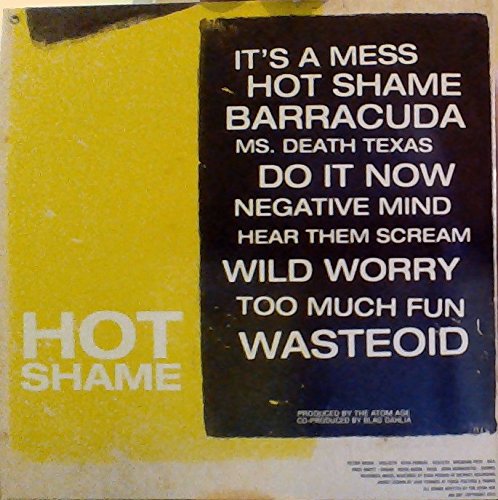 IT'S A MESS
HOT SHAME
BARRACUDA
MS. DEATH TEXAS
DO IT NOW
NEGATIVE MIND
HEAR THEM SCREAM
WILD WORRY
TOO MUCH FUN
WASTEOID
HOT
SHAME
PRODUCED BY THE ATOM AGE
CO-PRODUCED BY BLAG DAHLIA